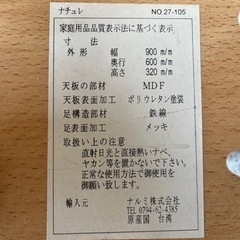 ナチュレ NO.27-105
家庭用品品質表示法に基づく表示
寸法
外形 幅 900 m/m
奥行 600 m/m
高さ 320 m/m
天板の部材 MDF
天板表面加工 ポリウレタン塗装
足構造部材 鉄線
足表面加工 メッキ
取扱い上の注意
直射日光と直接熱いナベ、
ヤカン等を置かないで下さい。
正常な使用方法で御使用を
御願い致します。
輸入元 ナルミ株式会社
TEL 0794-62-4385
原産国 台湾